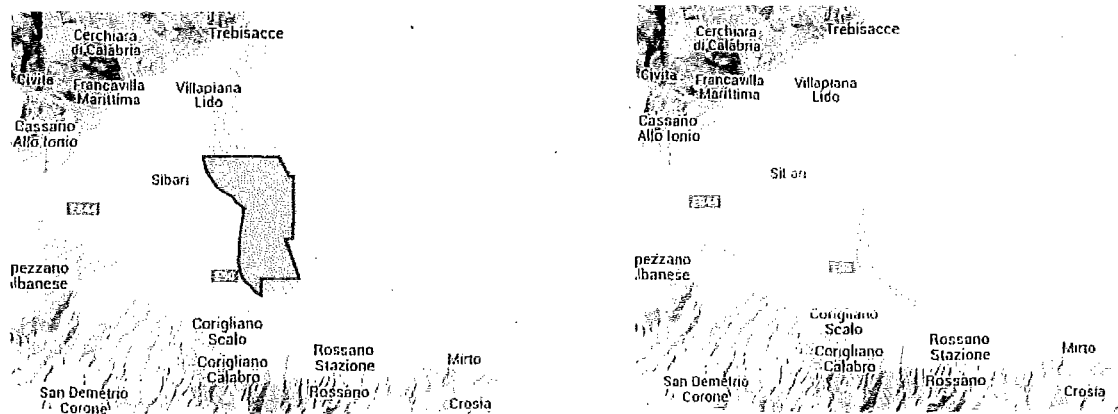 Trebisacce
Cerchiara
di Calabria
Civita
Francavilla
Marittima
Villapiana
Lido
Cassano
Allo Ionio
Sibari
pezzano
lbanese
Corigliano
Scalo
Corigliano
Calabro
Rossano
Stazione
Mirto
San Demetrio
Corone
Rossano
Crosia
Trebisacce
Cerchiara
di Calabria
Civita
Francavilla
Marittima
Villapiana
Lido
Cassano
Allo Ionio
pezzano
lbanese
Corigliano
Scalo
Corigliano
Calabro
Rossano
Stazione
Mirto
San Demetrio
Corone
Rossano
Crosia